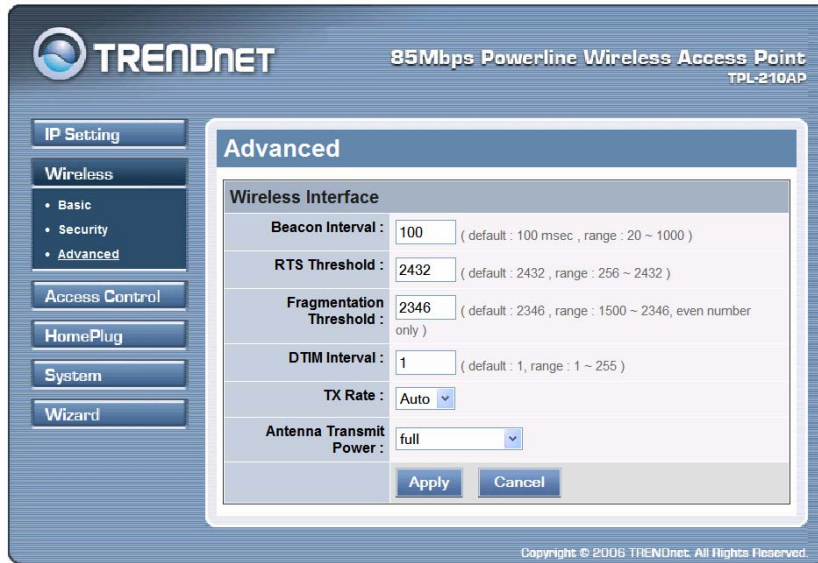 TRENDNET
85Mbps Powerline Wireless Access Point
TPL-210AP
IP Setting
Wireless
• Basic
• Security
• Advanced
Access Control
HomePlug
System
Wizard
Advanced
Wireless Interface
Beacon Interval : 100 ( default : 100 msec , range : 20 ~ 1000 )
RTS Threshold : 2432 ( default : 2432 , range : 256 ~ 2432 )
Fragmentation
Threshold : 2346 ( default : 2346 , range : 1500 ~ 2346, even number
only )
DTIM Interval : 1 ( default : 1, range : 1 ~ 255 )
TX Rate : Auto
Antenna Transmit
Power : full
Apply Cancel
Copyright © 2006 TRENDnet. All Rights Reserved.